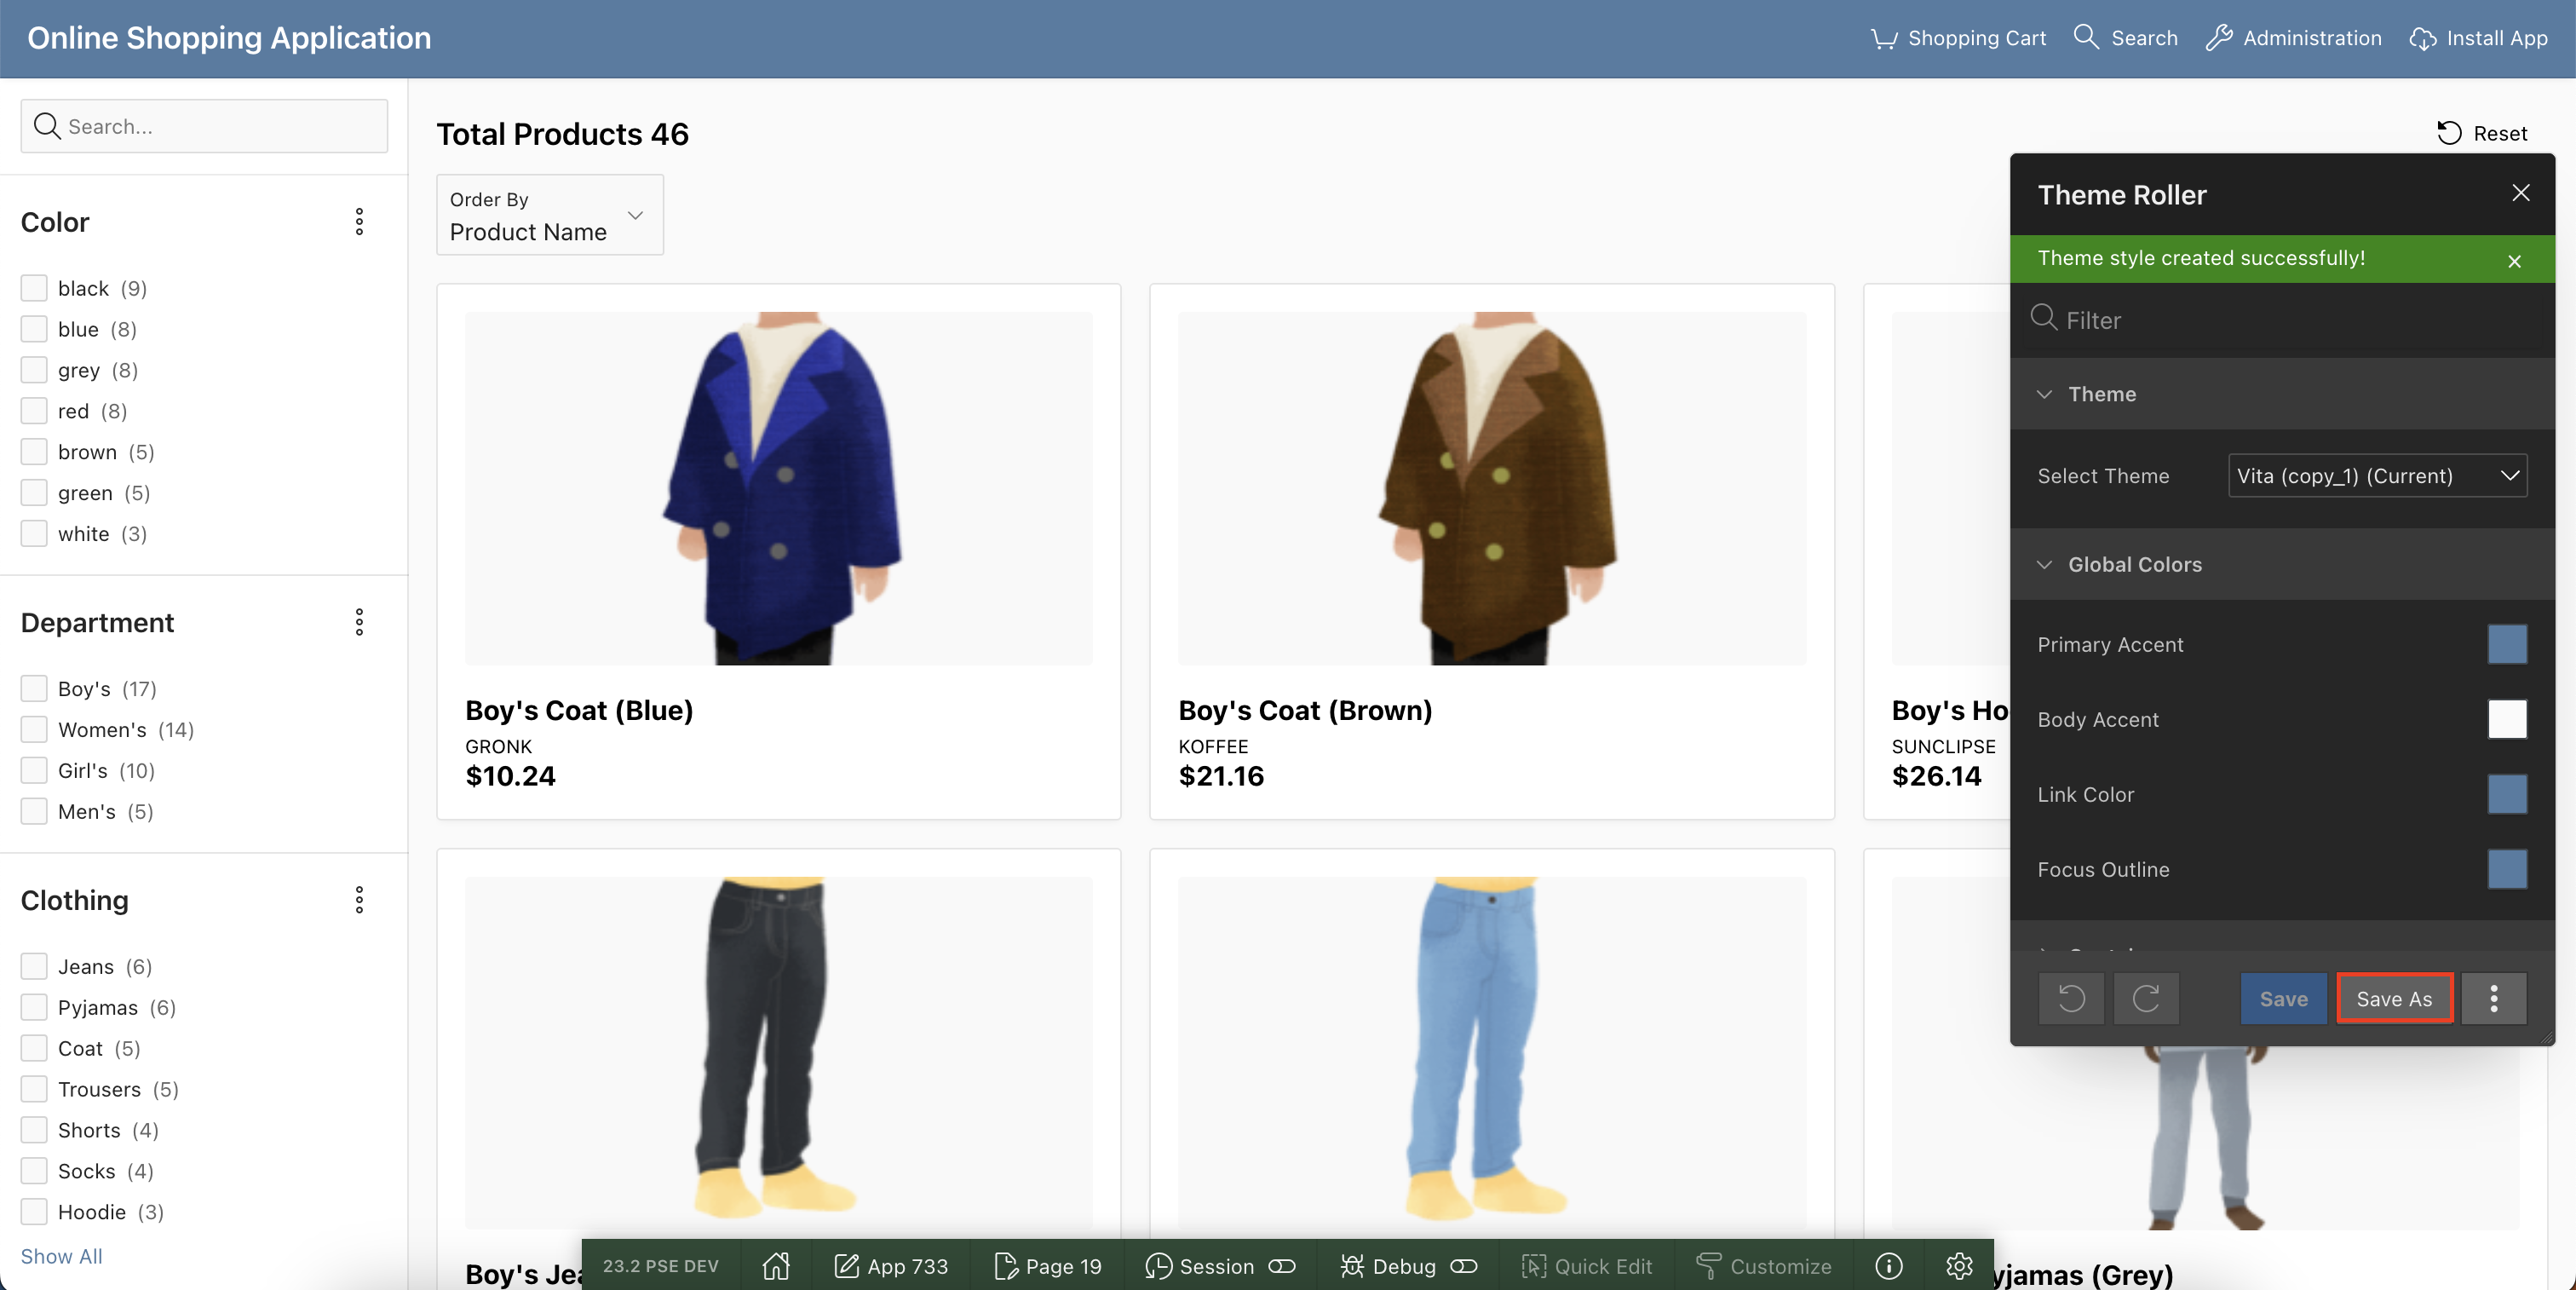 Online Shopping Application
Shopping Cart
Search
Administration
Install App
Search...
Color
black (9)
blue (8)
grey (8)
red (8)
brown (5)
green (5)
white (3)
Department
Boy's (17)
Women's (14)
Girl's (10)
Men's (5)
Clothing
Jeans (6)
Pyjamas (6)
Coat (5)
Trousers (5)
Shorts (4)
Socks (4)
Hoodie (3)
Show All
Total Products 46
Reset
Order By
Product Name
Boy's Coat (Blue)
GRONK
$10.24
Boy's Coat (Brown)
KOFFEE
$21.16
Boy's Ho
SUNCLIPSE
$26.14
Boy's Jea
yjamas (Grey)
Theme Roller
Theme style created successfully!
Filter
Theme
Select Theme
Vita (copy_1) (Current)
Global Colors
Primary Accent
Body Accent
Link Color
Focus Outline
Save
Save As
23.2 PSE DEV
App 733
Page 19
Session
Debug
Quick Edit
Customize